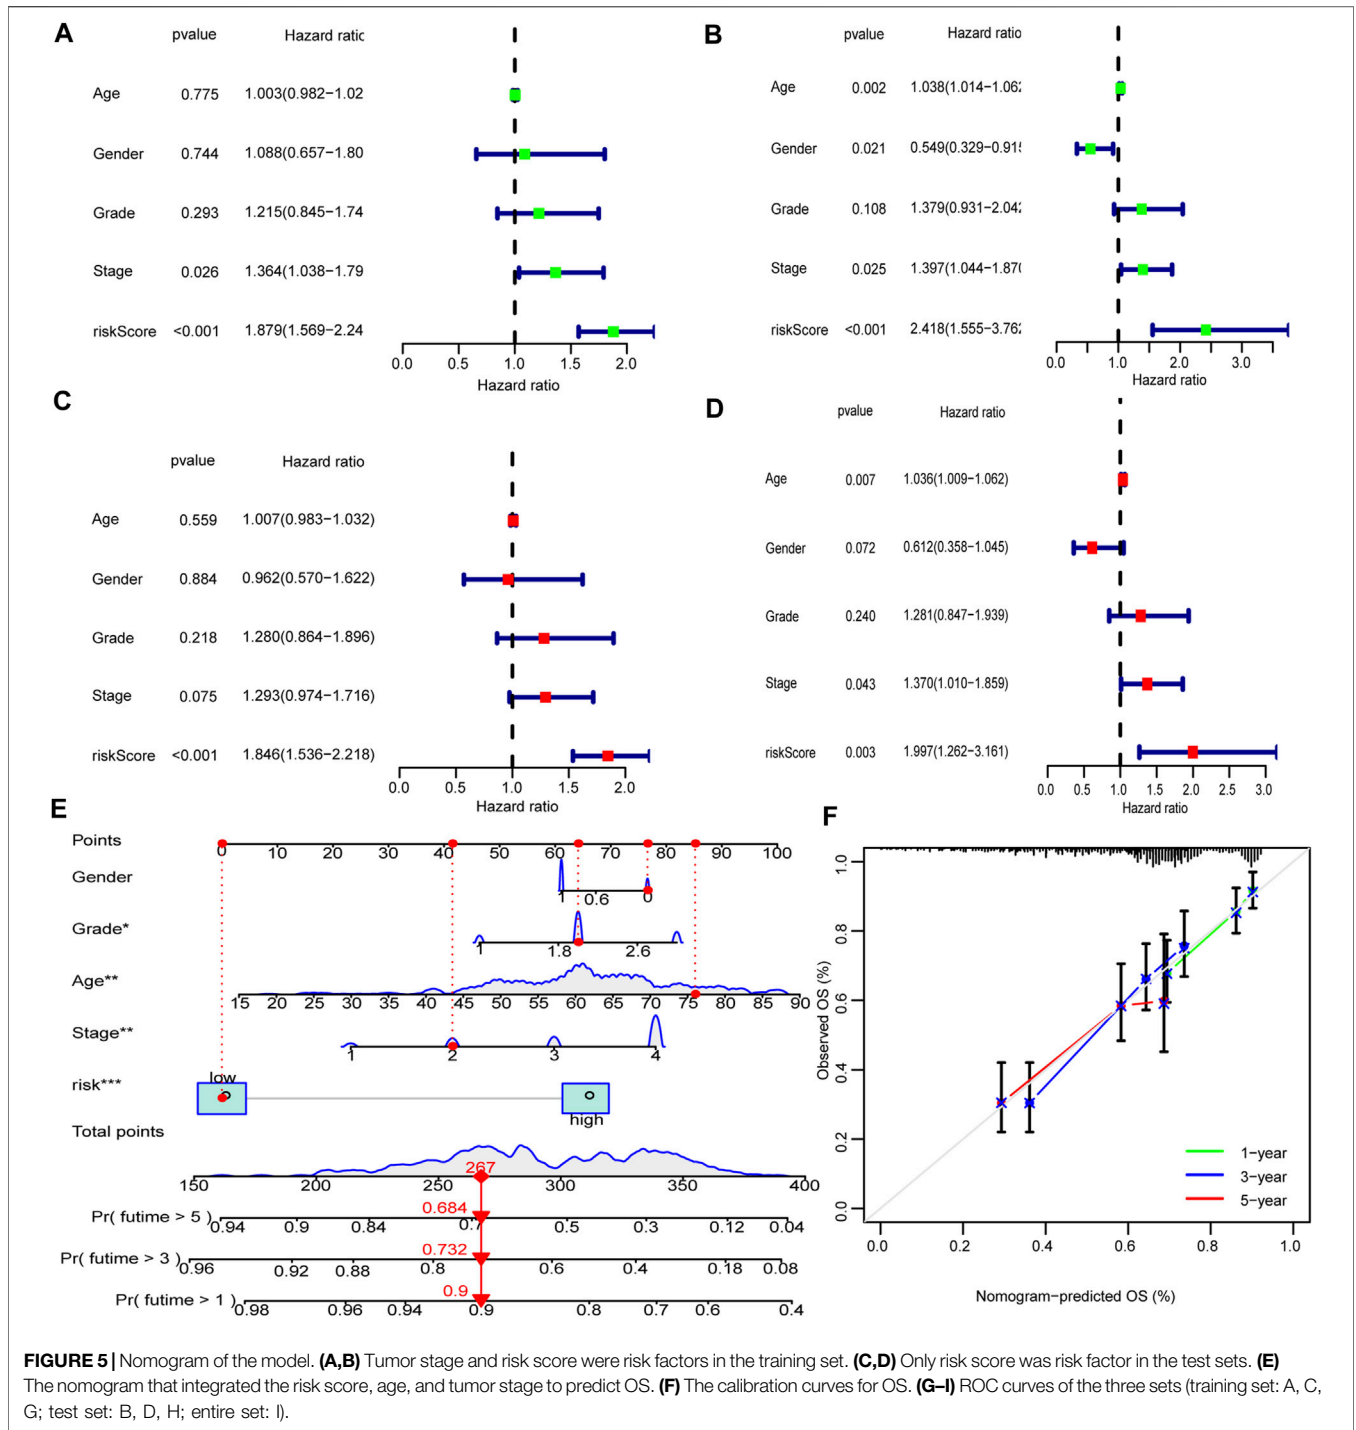 A
pvalue Hazard ratic
Age 0.775 1.003(0.982−1.02
Gender 0.744 1.088(0.657−1.80
Grade 0.293 1.215(0.845−1.74
Stage 0.026 1.364(1.038−1.79
riskScore <0.001 1.879(1.569−2.24
0.0 0.5 1.0 1.5 2.0
Hazard ratio
B
pvalue Hazard ratio
Age 0.002 1.038(1.014−1.062
Gender 0.021 0.549(0.329−0.915
Grade 0.108 1.379(0.931−2.042
Stage 0.025 1.397(1.044−1.870
riskScore <0.001 2.418(1.555−3.762
0.0 1.0 2.0 3.0
Hazard ratio
C
pvalue Hazard ratio
Age 0.559 1.007(0.983−1.032)
Gender 0.884 0.962(0.570−1.622)
Grade 0.218 1.280(0.864−1.896)
Stage 0.075 1.293(0.974−1.716)
riskScore <0.001 1.846(1.536−2.218)
0.0 0.5 1.0 1.5 2.0
Hazard ratio
D
pvalue Hazard ratio
Age 0.007 1.036(1.009−1.062)
Gender 0.072 0.612(0.358−1.045)
Grade 0.240 1.281(0.847−1.939)
Stage 0.043 1.370(1.010−1.859)
riskScore 0.003 1.997(1.262−3.161)
0.0 0.5 1.0 1.5 2.0 2.5 3.0
Hazard ratio
E
Points
0 10 20 30 40 50 60 70 80 90 100
Gender
1 0.6 0
Grade*
1 1.8 2.6
Age**
15 20 25 30 35 40 45 50 55 60 65 70 75 80 85 90
Stage**
1 2 3 4
risk***
low
high
Total points
267
150 200 250 300 350 400
0.684
Pr( futime > 5 )
0.94 0.9 0.84 0.7 0.5 0.3 0.12 0.04
0.732
Pr( futime > 3 )
0.96 0.92 0.88 0.8 0.6 0.4 0.18 0.08
0.9
Pr( futime > 1 )
0.98 0.96 0.94 0.9 0.8 0.7 0.6 0.4
F
Observed OS (%)
1.0
0.8
0.6
0.4
0.2
0.0
1−year
3−year
5−year
0.0 0.2 0.4 0.6 0.8 1.0
Nomogram−predicted OS (%)
FIGURE 5 | Nomogram of the model. (A,B) Tumor stage and risk score were risk factors in the training set. (C,D) Only risk score was risk factor in the test sets. (E)
The nomogram that integrated the risk score, age, and tumor stage to predict OS. (F) The calibration curves for OS. (G–I) ROC curves of the three sets (training set: A, C,
G; test set: B, D, H; entire set: I).